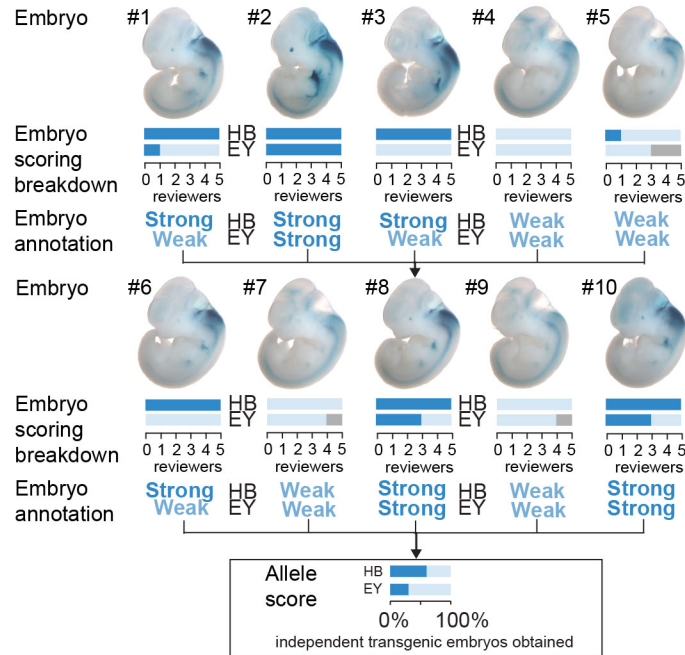 Embryo #1 #2 #3 #4 #5
Embryo HB HB
scoring EY EY
breakdown 0 1 2 3 4 5 0 1 2 3 4 5 0 1 2 3 4 5 0 1 2 3 4 5 0 1 2 3 4 5
reviewers reviewers reviewers reviewers reviewers
Embryo Strong HB Strong Strong HB Weak Weak
annotation Weak EY Strong Weak EY Weak Weak
Embryo #6 #7 #8 #9 #10
Embryo HB HB
scoring EY EY
breakdown 0 1 2 3 4 5 0 1 2 3 4 5 0 1 2 3 4 5 0 1 2 3 4 5 0 1 2 3 4 5
reviewers reviewers reviewers reviewers reviewers
Embryo Strong HB Weak Strong HB Weak Strong
annotation Weak EY Weak Strong EY Weak Strong
Allele HB
score EY
0% 100%
independent transgenic embryos obtained